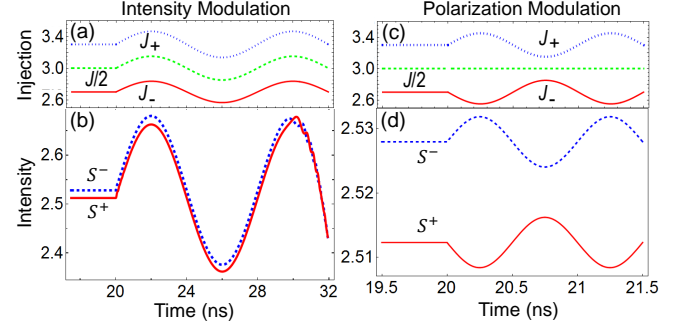 Intensity Modulation
Polarization Modulation
(a)
J+
J/2
J-
Injection
3.4
3.0
2.6
(c)
J+
J/2
J-
3.4
3.0
2.6
(b)
S−
S+
Intensity
2.6
2.5
2.4
20 24 28 32
Time (ns)
(d)
S−
S+
2.53
2.52
2.51
19.5 20 20.5 21 21.5
Time (ns)